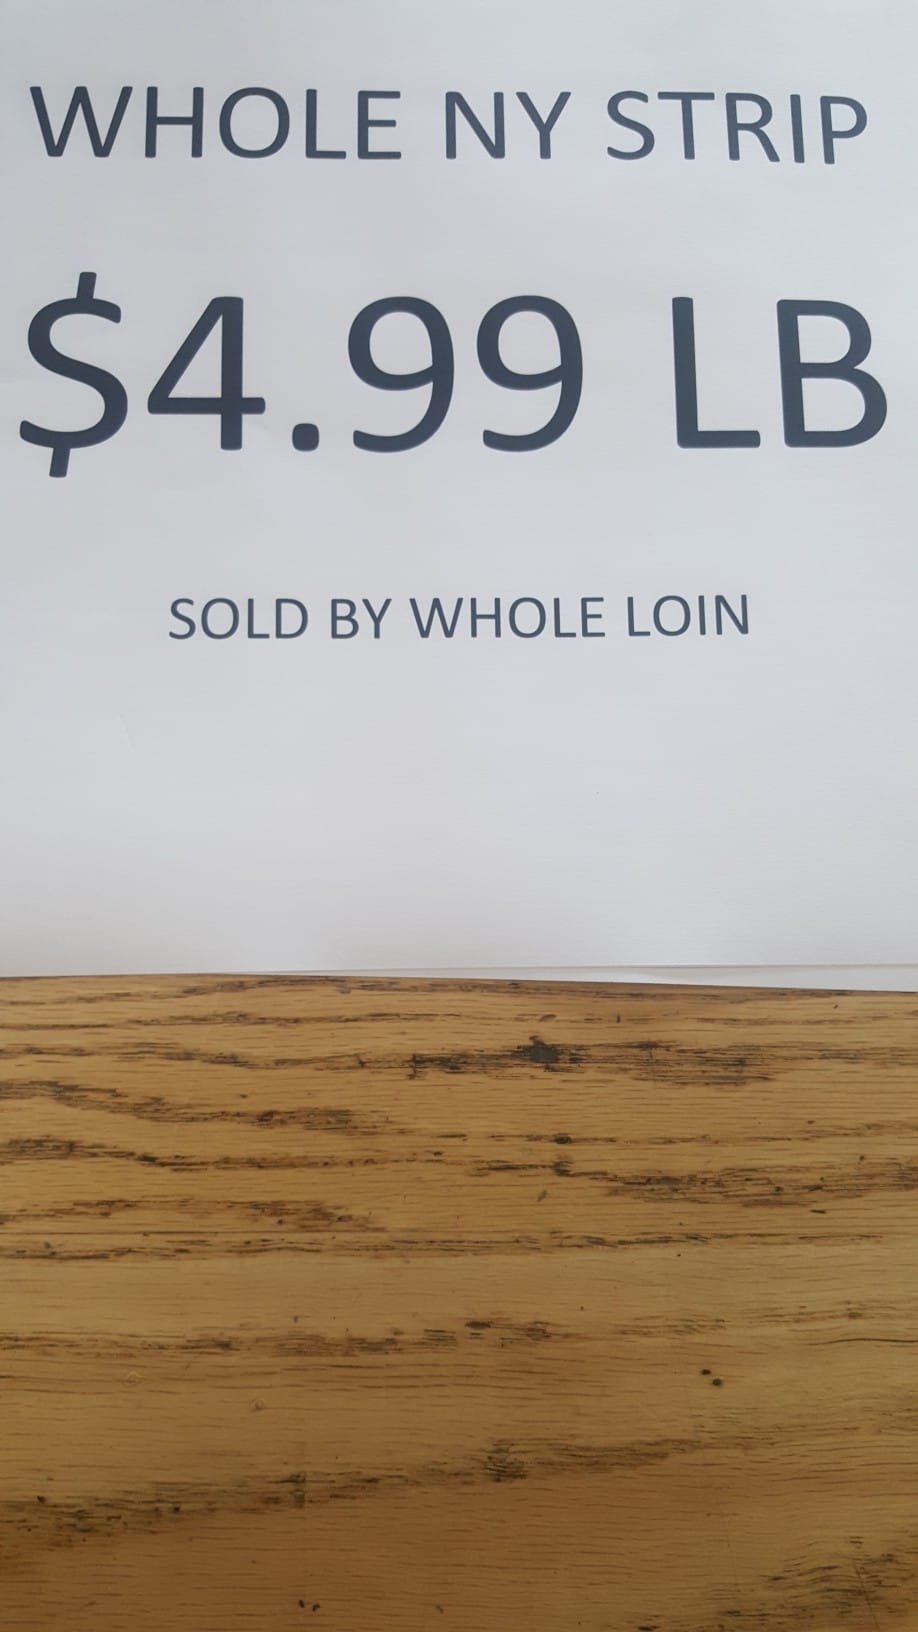 WHOLE NY STRIP
$4.99 LB
SOLD BY WHOLE LOIN